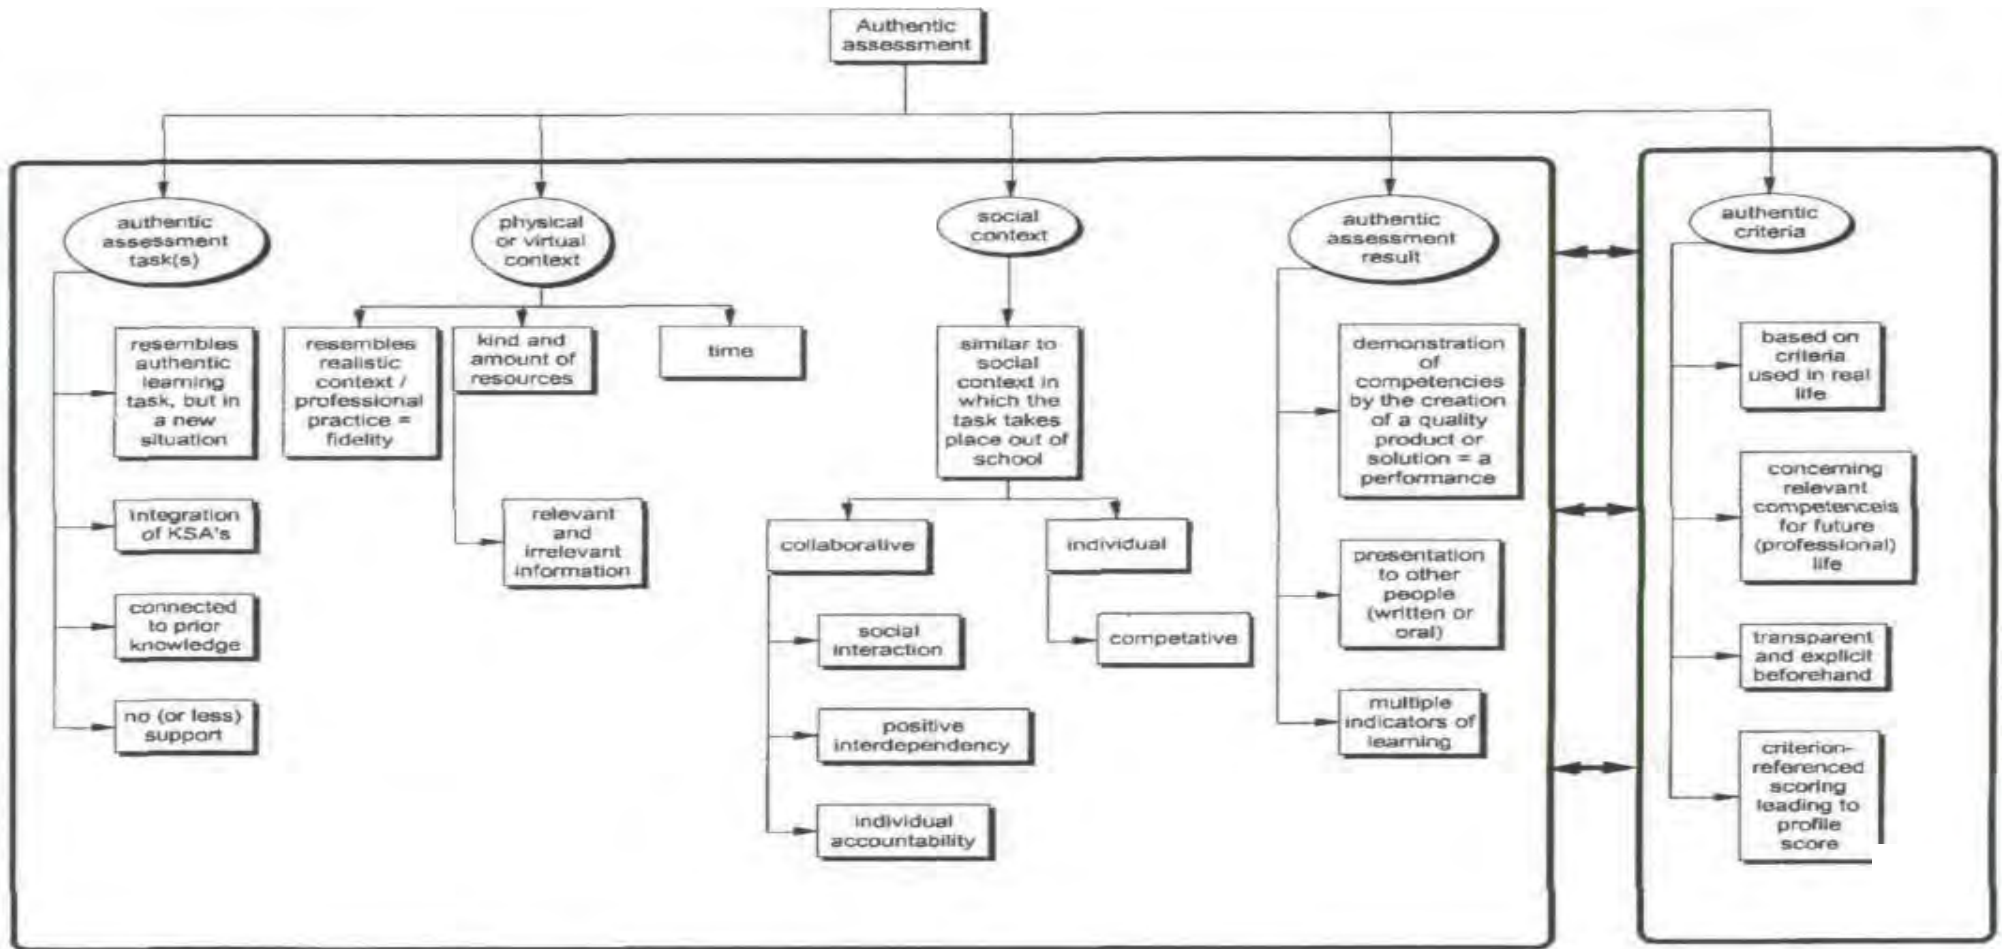 Authentic
assessment
authentic
assessment
task(s)
physical
or virtual
context
social
context
authentic
assessment
result
authentic
criteria
resembles
authentic
learning
task, but in
a new
situation
integration
of KSA's
connected
to prior
knowledge
no (or less)
support
resembles
realistic
context /
professional
practice =
fidelity
kind and
amount of
resources
time
relevant
and
irrelevant
information
similar to
social
context in
which the
task takes
place out of
school
collaborative
individual
social
interaction
positive
interdependency
individual
accountability
competative
demonstration
of
competencies
by the creation
of a quality
product or
solution = a
performance
presentation
to other
people
(written or
oral)
multiple
indicators of
learning
based on
criteria
used in real
life
concerning
relevant
competenceis
for future
(professional)
life
transparent
and explicit
beforehand
criterion-
referenced
scoring
leading to
profile
score